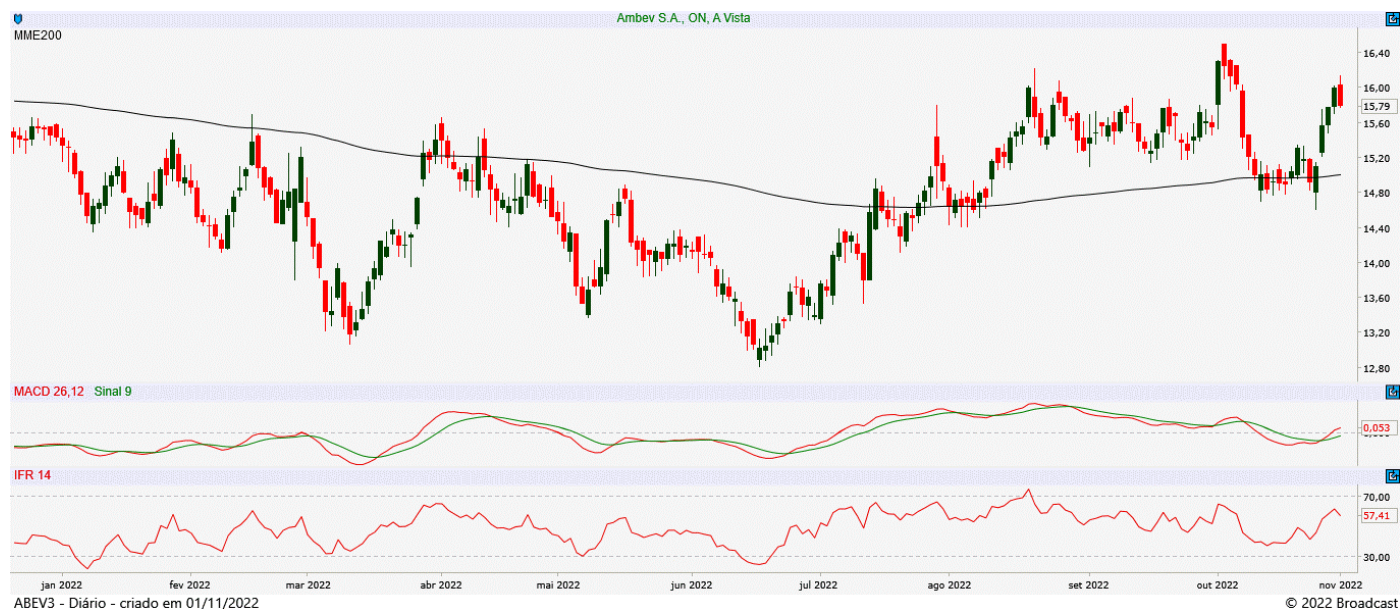 Ambev S.A., ON, A Vista
MME200
16,40
16,00
15,79
15,60
15,20
14,80
14,40
14,00
13,60
13,20
12,80
MACD 26,12 Sinal 9
0,053
IFR 14
70,00
57,41
30,00
jan 2022 fev 2022 mar 2022 abr 2022 mai 2022 jun 2022 jul 2022 ago 2022 set 2022 out 2022 nov 2022
ABEV3 - Diário - criado em 01/11/2022 © 2022 Broadcast